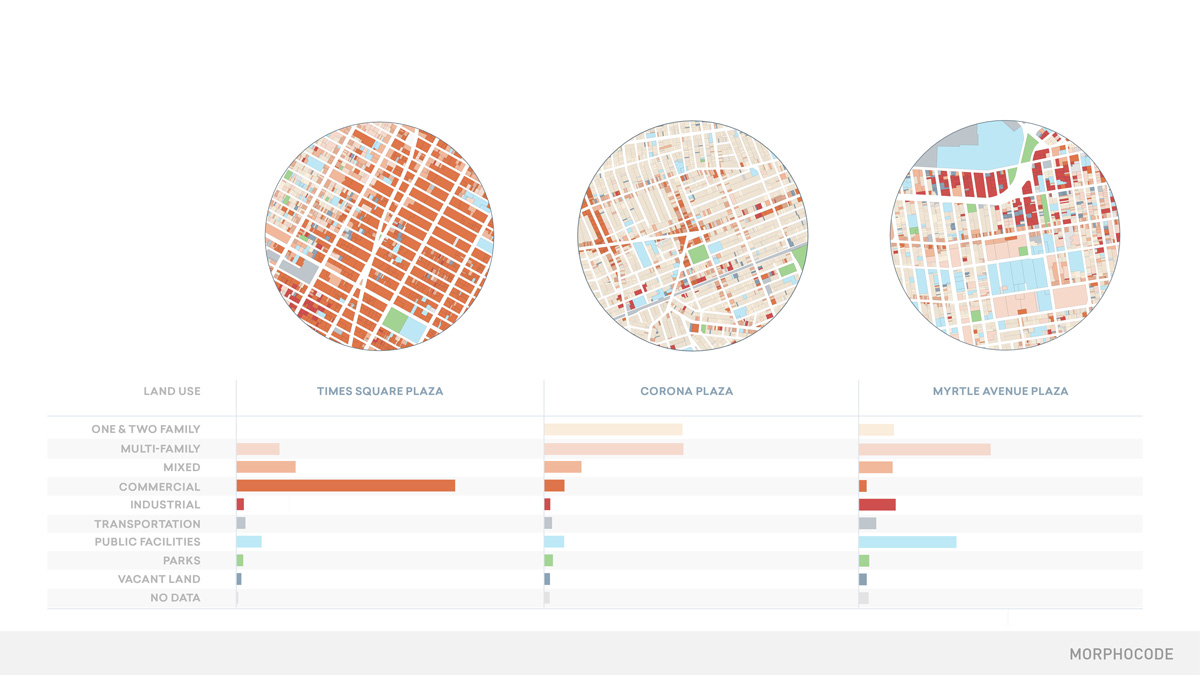 LAND USE TIMES SQUARE PLAZA CORONA PLAZA MYRTLE AVENUE PLAZA
ONE & TWO FAMILY
MULTI-FAMILY
MIXED
COMMERCIAL
INDUSTRIAL
TRANSPORTATION
PUBLIC FACILITIES
PARKS
VACANT LAND
NO DATA
MORPHOCODE